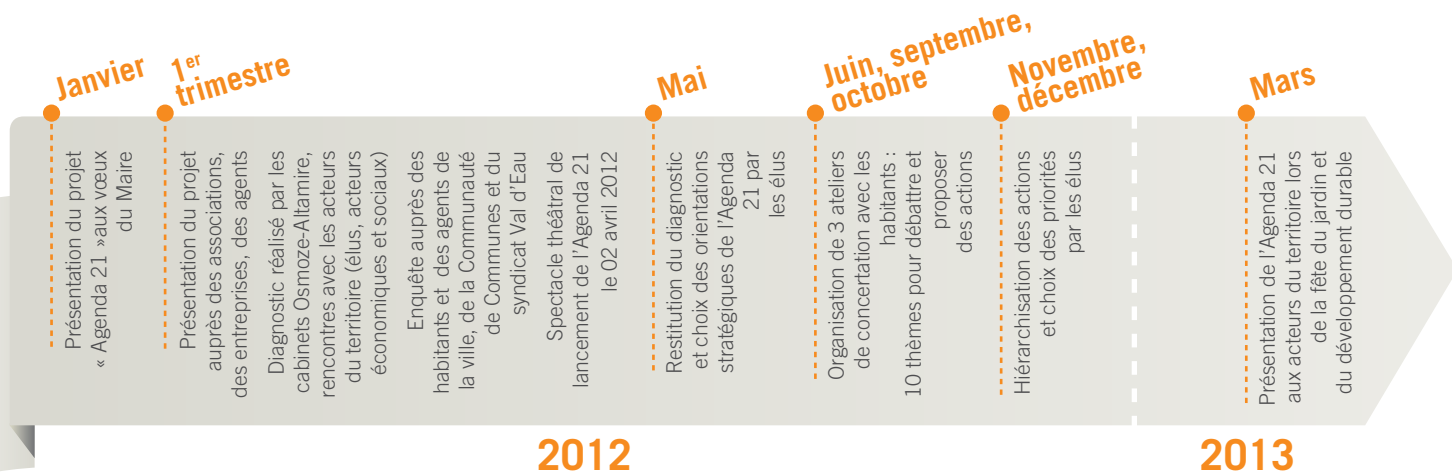 Janvier
Présentation du projet
« Agenda 21 »aux vœux
du Maire
1er
trimestre
Présentation du projet
auprès des associations,
des entreprises, des agents
Diagnostic réalisé par les
cabinets Osmoze-Altamire,
rencontres avec les acteurs
du territoire (élus, acteurs
économiques et sociaux)
Enquête auprès des
habitants et des agents de
la ville, de la Communauté
de Communes et du
syndicat Val d'Eau
Spectacle théâtral de
lancement de l'Agenda 21
le 02 avril 2012
Mai
Restitution du diagnostic
et choix des orientations
stratégiques de l'Agenda
21 par
les élus
Juin, septembre,
octobre
Organisation de 3 ateliers
de concertation avec les
habitants :
10 thèmes pour débattre et
proposer
des actions
Novembre,
décembre
Hiérarchisation des actions
et choix des priorités
par les élus
Mars
Présentation de l'Agenda 21
aux acteurs du territoire lors
de la fête du jardin et
du développement durable
2012
2013